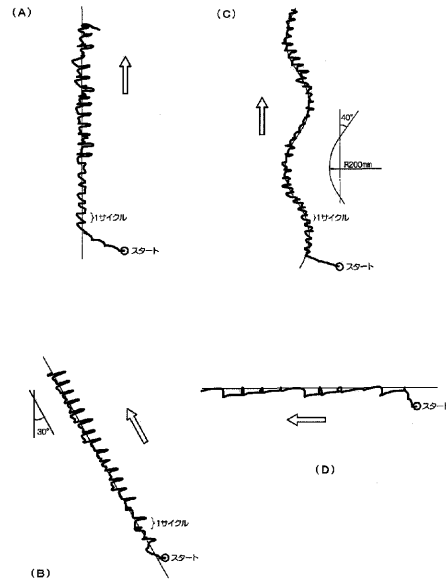 (A)
}1サイクル
スタート
(C)
40°
R200mm
}1サイクル
スタート
30°
}1サイクル
スタート
(B)
スタート
(D)